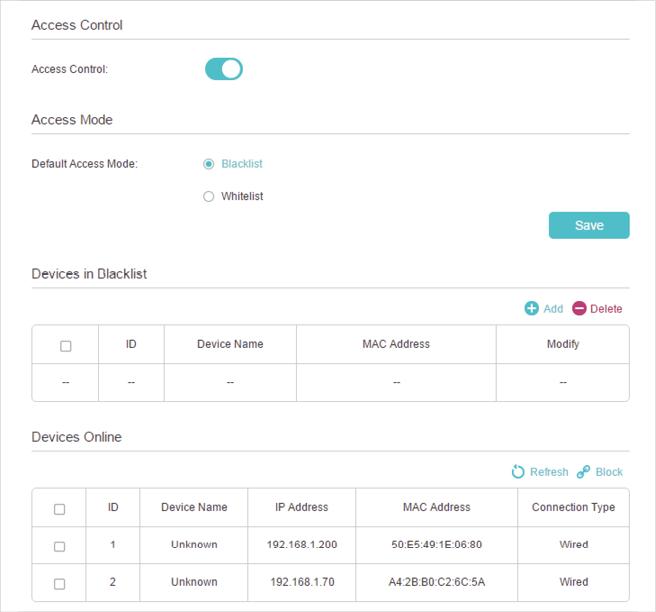 Access Control
Access Control:
Access Mode
Default Access Mode: Blacklist
Whitelist
Save
Devices in Blacklist
Add Delete
ID Device Name MAC Address Modify
-- -- -- -- --
Devices Online
Refresh Block
ID Device Name IP Address MAC Address Connection Type
1 Unknown 192.168.1.200 50:E5:49:1E:06:80 Wired
2 Unknown 192.168.1.70 A4:2B:B0:C2:6C:5A Wired